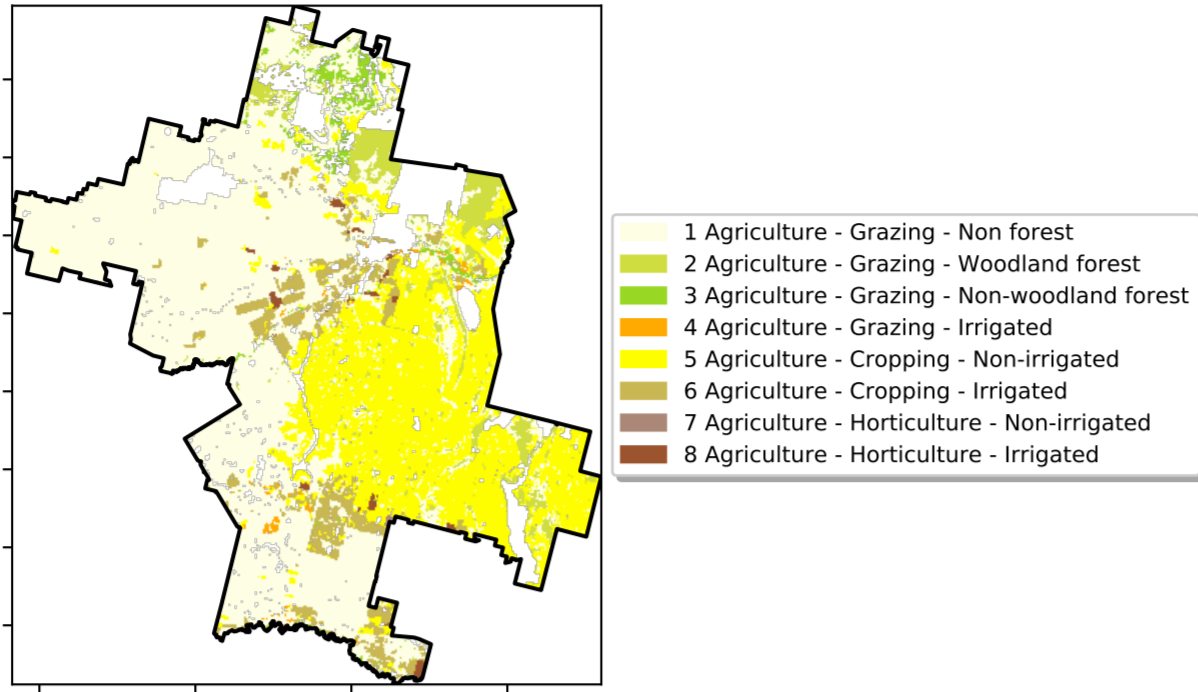 1 Agriculture - Grazing - Non forest
2 Agriculture - Grazing - Woodland forest
3 Agriculture - Grazing - Non-woodland forest
4 Agriculture - Grazing - Irrigated
5 Agriculture - Cropping - Non-irrigated
6 Agriculture - Cropping - Irrigated
7 Agriculture - Horticulture - Non-irrigated
8 Agriculture - Horticulture - Irrigated